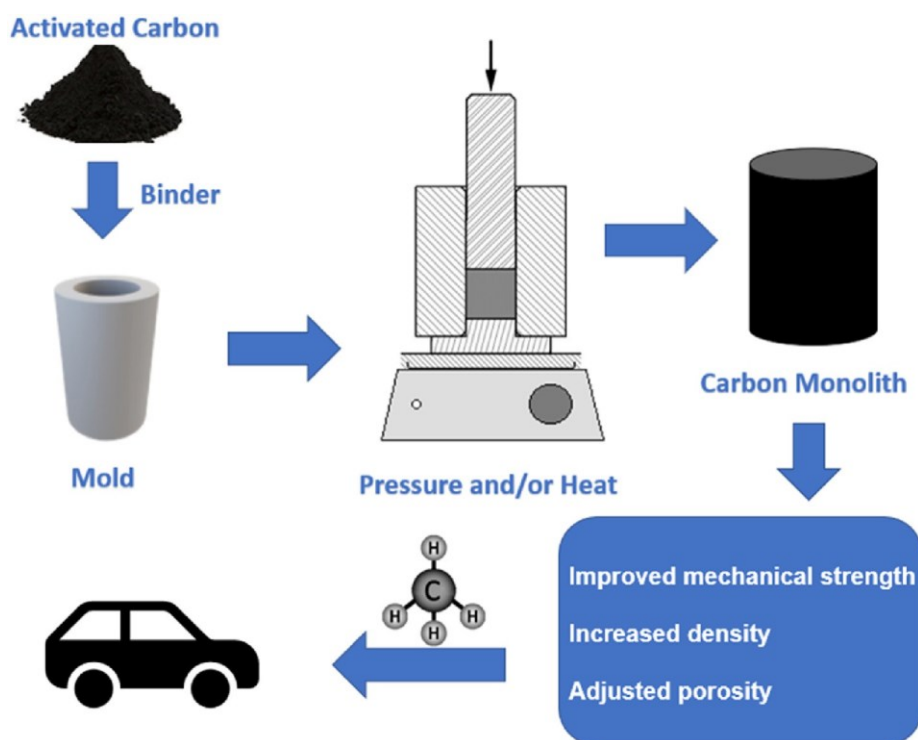 Activated Carbon
Binder
Mold
Pressure and/or Heat
Carbon Monolith
Improved mechanical strength
Increased density
Adjusted porosity
H
C
H
H
H